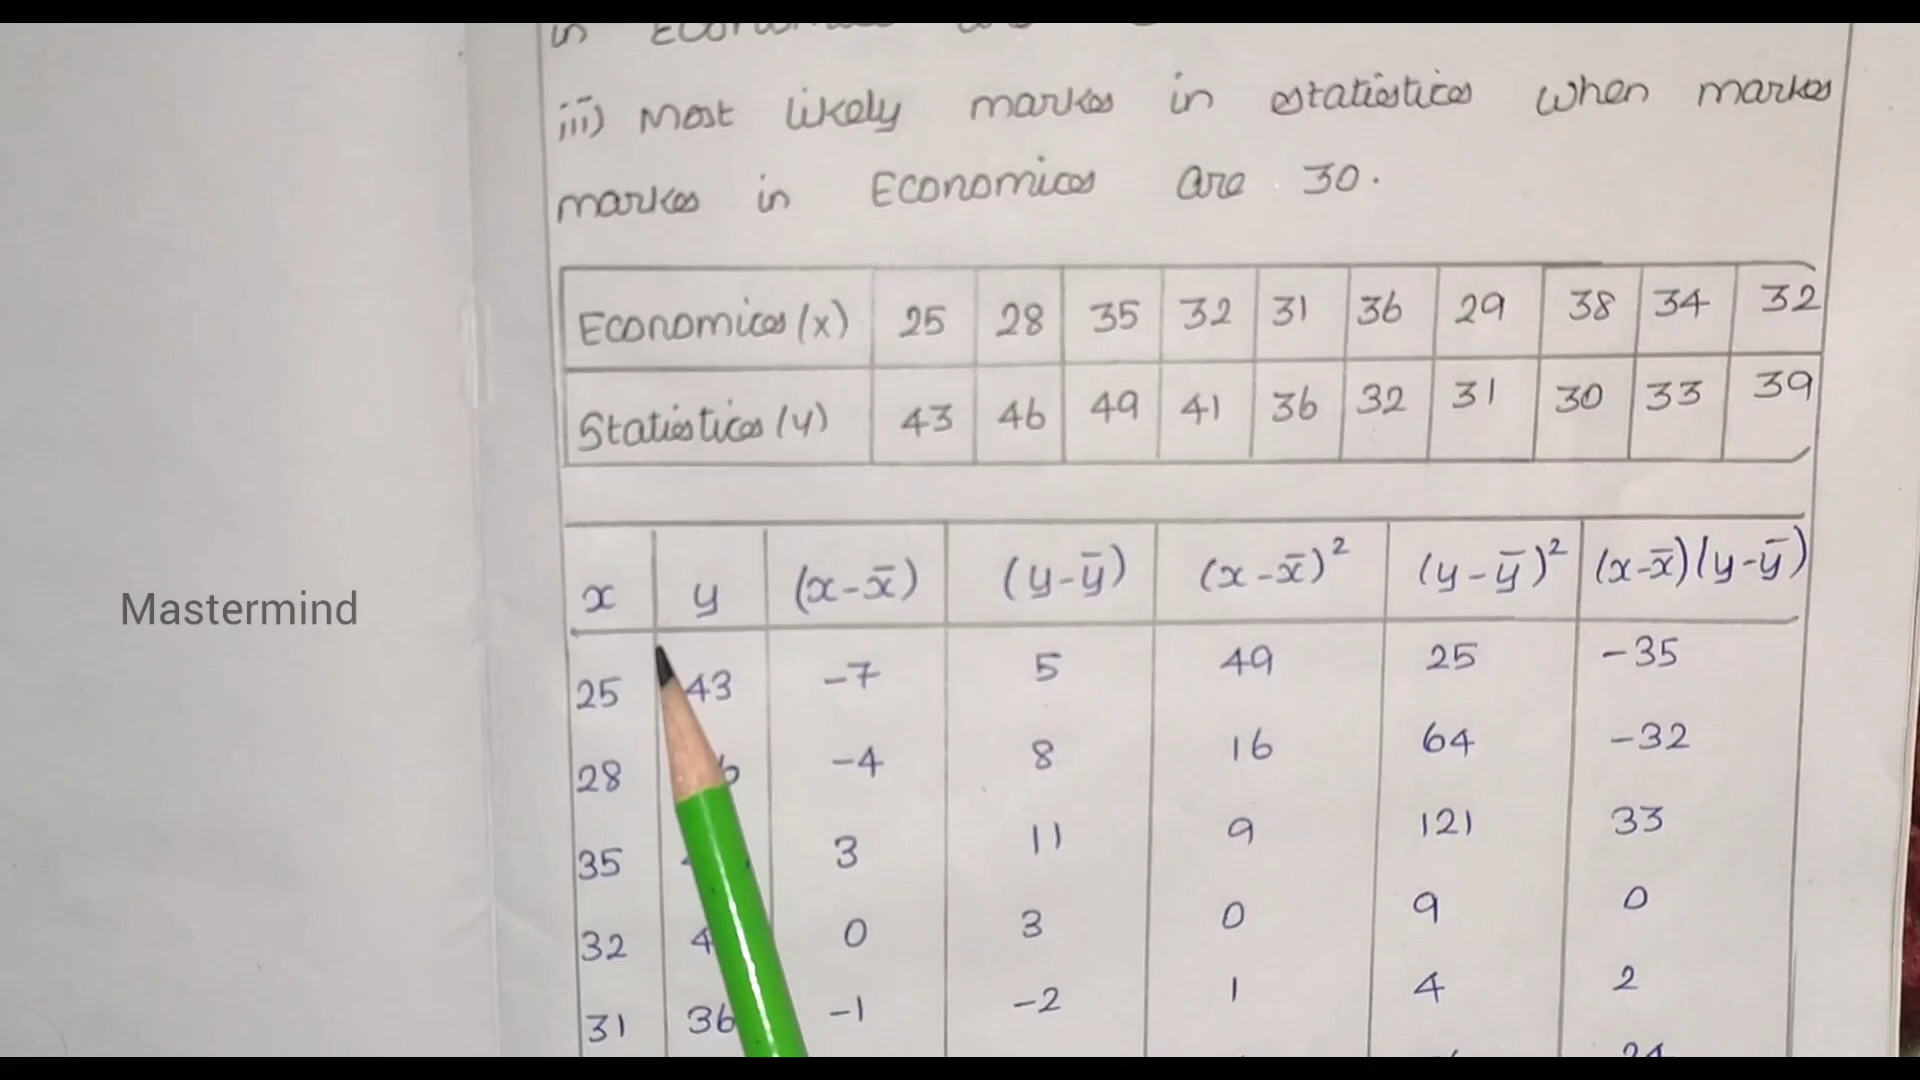 in
iii) Most likely marks in statistics when marks
marks in Economics are 30.
Economics (x) 25 28 35 32 31 36 29 38 34 32
Statistics (y) 43 46 49 41 36 32 31 30 33 39
x y (x-x̄) (y-ȳ) (x-x̄)² (y-ȳ)² (x-x̄)(y-ȳ)
25 43 -7 5 49 25 -35
28 -4 8 16 64 -32
35 3 11 9 121 33
32 4 0 3 0 9 0
31 36 -1 -2 1 4 2
Mastermind